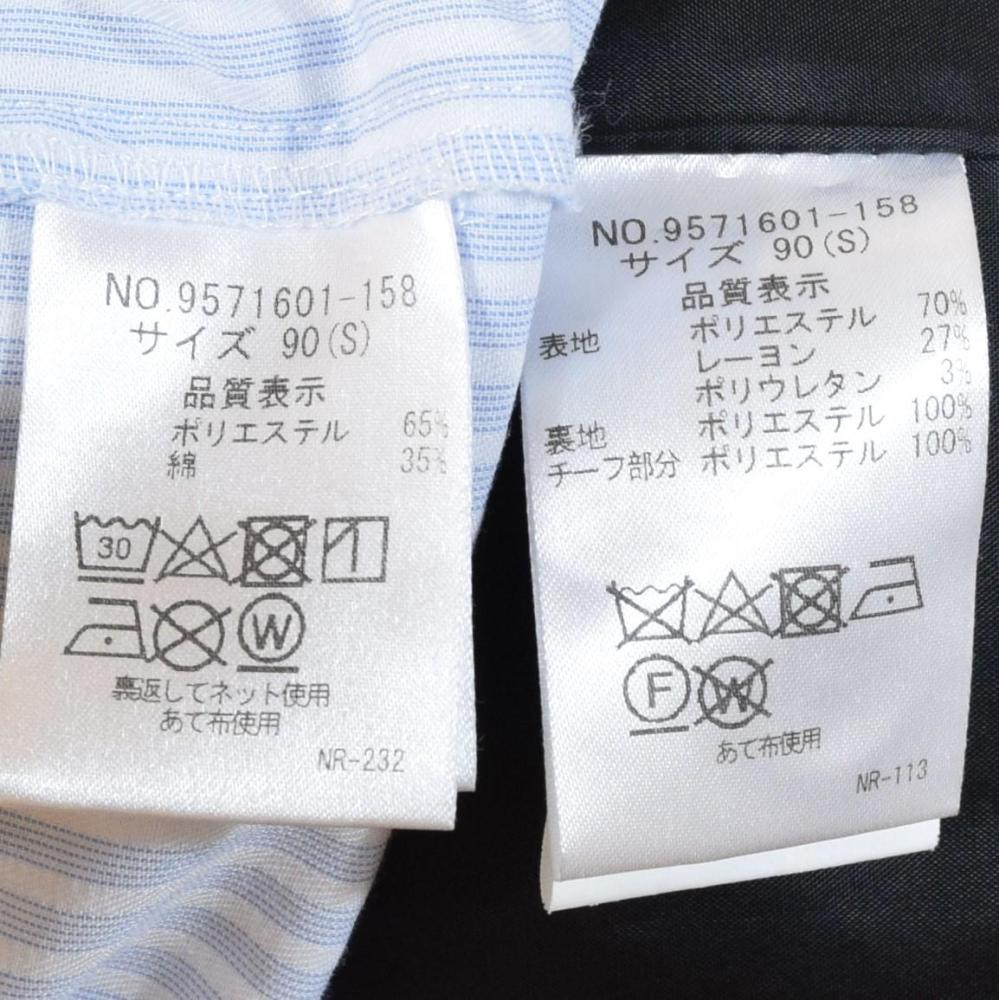 NO.9571601-158
サイズ 90(S)
品質表示
ポリエステル 65%
綿 35%
30
W
裏返してネット使用
あて布使用
NR-232
NO.9571601-158
サイズ 90(S)
品質表示
表地 ポリエステル 70%
レーヨン 27%
ポリウレタン 3%
裏地 ポリエステル 100%
チーフ部分 ポリエステル 100%
F W
あて布使用
NR-113